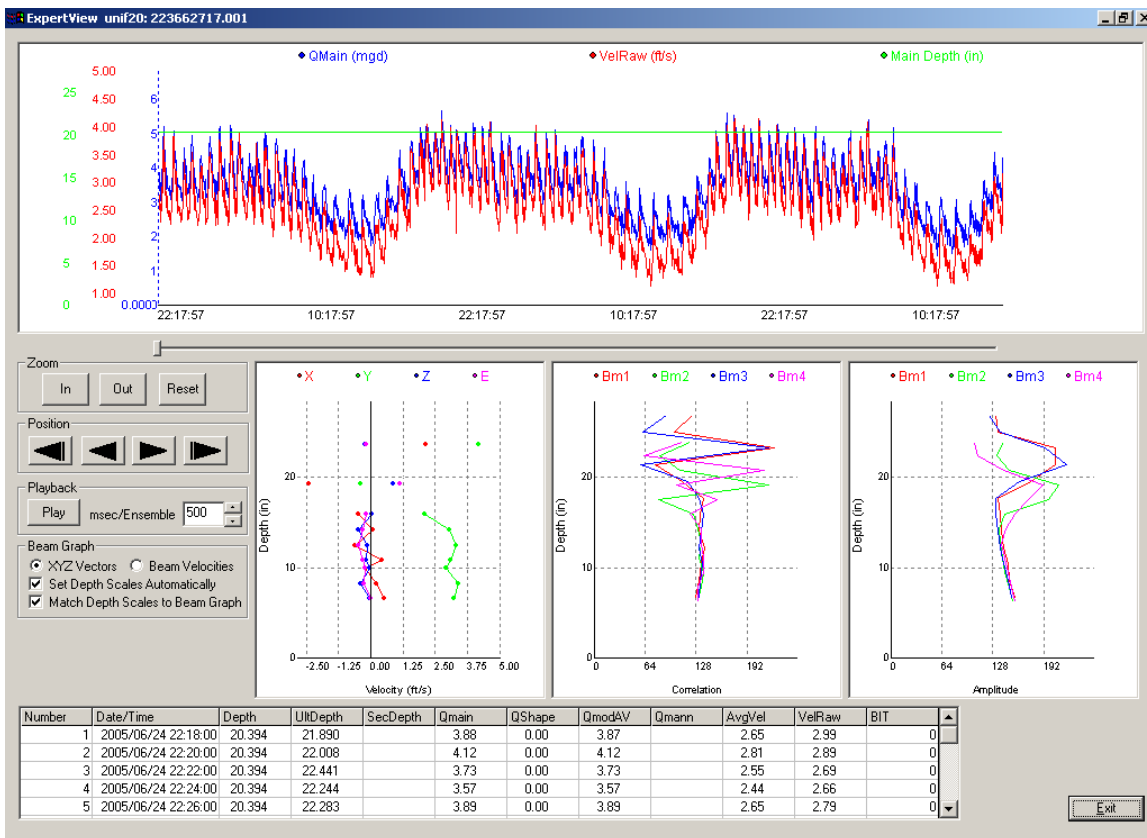 ExpertView unif20: 223662717.001
QMain (mgd) VelRaw (ft/s) Main Depth (in)
5.00
25 4.50 6
20 4.00 5
3.50 4
15 3.00
10 2.50 3
2.00 2
5 1.50 1
0 1.00 0.0000
22:17:57 10:17:57 22:17:57 10:17:57 22:17:57 10:17:57
Zoom
In Out Reset
Position
Playback
Play msec/Ensemble 500
Beam Graph
XYZ Vectors Beam Velocities
Set Depth Scales Automatically
Match Depth Scales to Beam Graph
X Y Z E
Depth (in)
20
10
0
-2.50 -1.25 0.00 1.25 2.50 3.75 5.00
Velocity (ft/s)
Bm1 Bm2 Bm3 Bm4
Depth (in)
20
10
0
0 64 128 192
Correlation
Bm1 Bm2 Bm3 Bm4
Depth (in)
20
10
0
0 64 128 192
Amplitude
Number Date/Time Depth UltDepth SecDepth Qmain QShape QmodAV Qmann AvgVel VelRaw BIT
1 2005/06/24 22:18:00 20.394 21.890 3.88 0.00 3.87 2.65 2.99 0
2 2005/06/24 22:20:00 20.394 22.008 4.12 0.00 4.12 2.81 2.89 0
3 2005/06/24 22:22:00 20.394 22.441 3.73 0.00 3.73 2.55 2.69 0
4 2005/06/24 22:24:00 20.394 22.244 3.57 0.00 3.57 2.44 2.66 0
5 2005/06/24 22:26:00 20.394 22.283 3.89 0.00 3.89 2.65 2.79 0
Exit